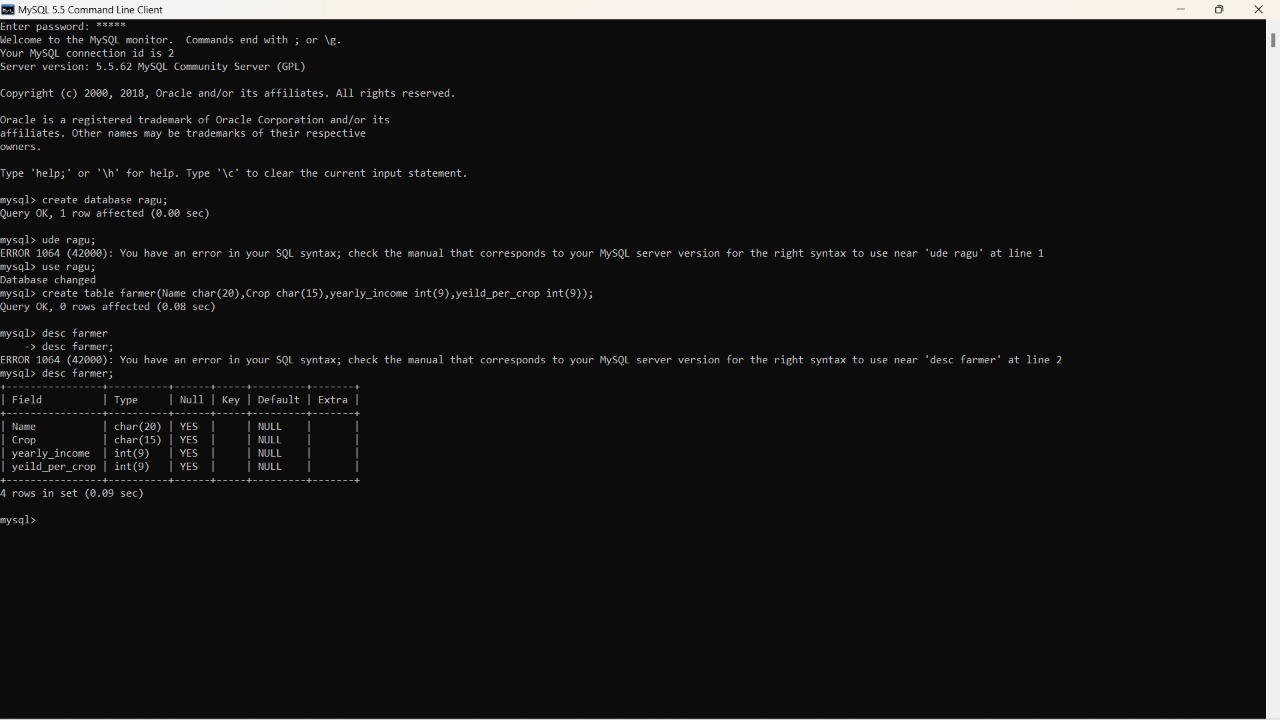 MySQL 5.5 Command Line Client
Enter password: *****
Welcome to the MySQL monitor.  Commands end with ; or \g.
Your MySQL connection id is 2
Server version: 5.5.62 MySQL Community Server (GPL)
Copyright (c) 2000, 2018, Oracle and/or its affiliates. All rights reserved.
Oracle is a registered trademark of Oracle Corporation and/or its
affiliates. Other names may be trademarks of their respective
owners.
Type 'help;' or '\h' for help. Type '\c' to clear the current input statement.
mysql> create database ragu;
Query OK, 1 row affected (0.00 sec)
mysql> ude ragu;
ERROR 1064 (42000): You have an error in your SQL syntax; check the manual that corresponds to your MySQL server version for the right syntax to use near 'ude ragu' at line 1
mysql> use ragu;
Database changed
mysql> create table farmer(Name char(20),Crop char(15),yearly_income int(9),yeild_per_crop int(9));
Query OK, 0 rows affected (0.08 sec)
mysql> desc farmer
    -> desc farmer;
ERROR 1064 (42000): You have an error in your SQL syntax; check the manual that corresponds to your MySQL server version for the right syntax to use near 'desc farmer' at line 2
mysql> desc farmer;
+----------------+----------+------+-----+---------+-------+
| Field          | Type     | Null | Key | Default | Extra |
+----------------+----------+------+-----+---------+-------+
| Name           | char(20) | YES  |     | NULL    |       |
| Crop           | char(15) | YES  |     | NULL    |       |
| yearly_income  | int(9)   | YES  |     | NULL    |       |
| yeild_per_crop | int(9)   | YES  |     | NULL    |       |
+----------------+----------+------+-----+---------+-------+
4 rows in set (0.09 sec)
mysql>